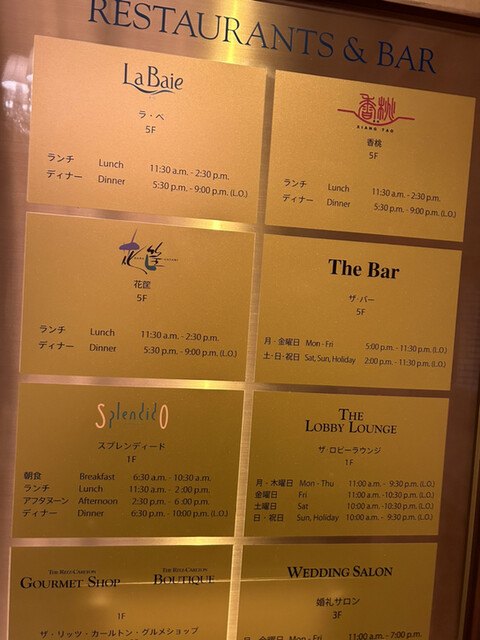 RESTAURANTS & BAR
La Baie
ラ・ベ
5F
ランチ Lunch 11:30 a.m. - 2:30 p.m.
ディナー Dinner 5:30 p.m. - 9:00 p.m. (L.O.)
香桃
XIANG TAO
香桃
5F
ランチ Lunch 11:30 a.m. - 2:30 p.m.
ディナー Dinner 5:30 p.m. - 9:00 p.m. (L.O.)
花筐
花筐
5F
ランチ Lunch 11:30 a.m. - 2:30 p.m.
ディナー Dinner 5:30 p.m. - 9:00 p.m. (L.O.)
The Bar
ザ・バー
5F
月 - 金曜日 Mon - Fri 5:00 p.m. - 11:30 p.m. (L.O.)
土・日・祝日 Sat, Sun, Holiday 2:00 p.m. - 11:30 p.m. (L.O.)
SplendidO
スプレンディード
1F
朝食 Breakfast 6:30 a.m. - 10:30 a.m.
ランチ Lunch 11:30 a.m. - 2:00 p.m.
アフタヌーン Afternoon 2:30 p.m. - 6:00 p.m.
ディナー Dinner 6:30 p.m. - 10:00 p.m. (L.O.)
THE
LOBBY LOUNGE
ザ・ロビーラウンジ
1F
月 - 木曜日 Mon - Thu 11:00 a.m. - 9:30 p.m. (L.O.)
金曜日 Fri 11:00 a.m. - 10:30 p.m. (L.O.)
土曜日 Sat 10:00 a.m. - 10:30 p.m. (L.O.)
日・祝日 Sun, Holiday 10:00 a.m. - 9:30 p.m. (L.O.)
THE RITZ-CARLTON
GOURMET SHOP
THE RITZ-CARLTON
BOUTIQUE
1F
ザ・リッツ・カールトン・グルメショップ
WEDDING SALON
婚礼サロン
3F
月 - 金曜日 Mon - Fri 11:00 a.m. - 7:00 p.m.